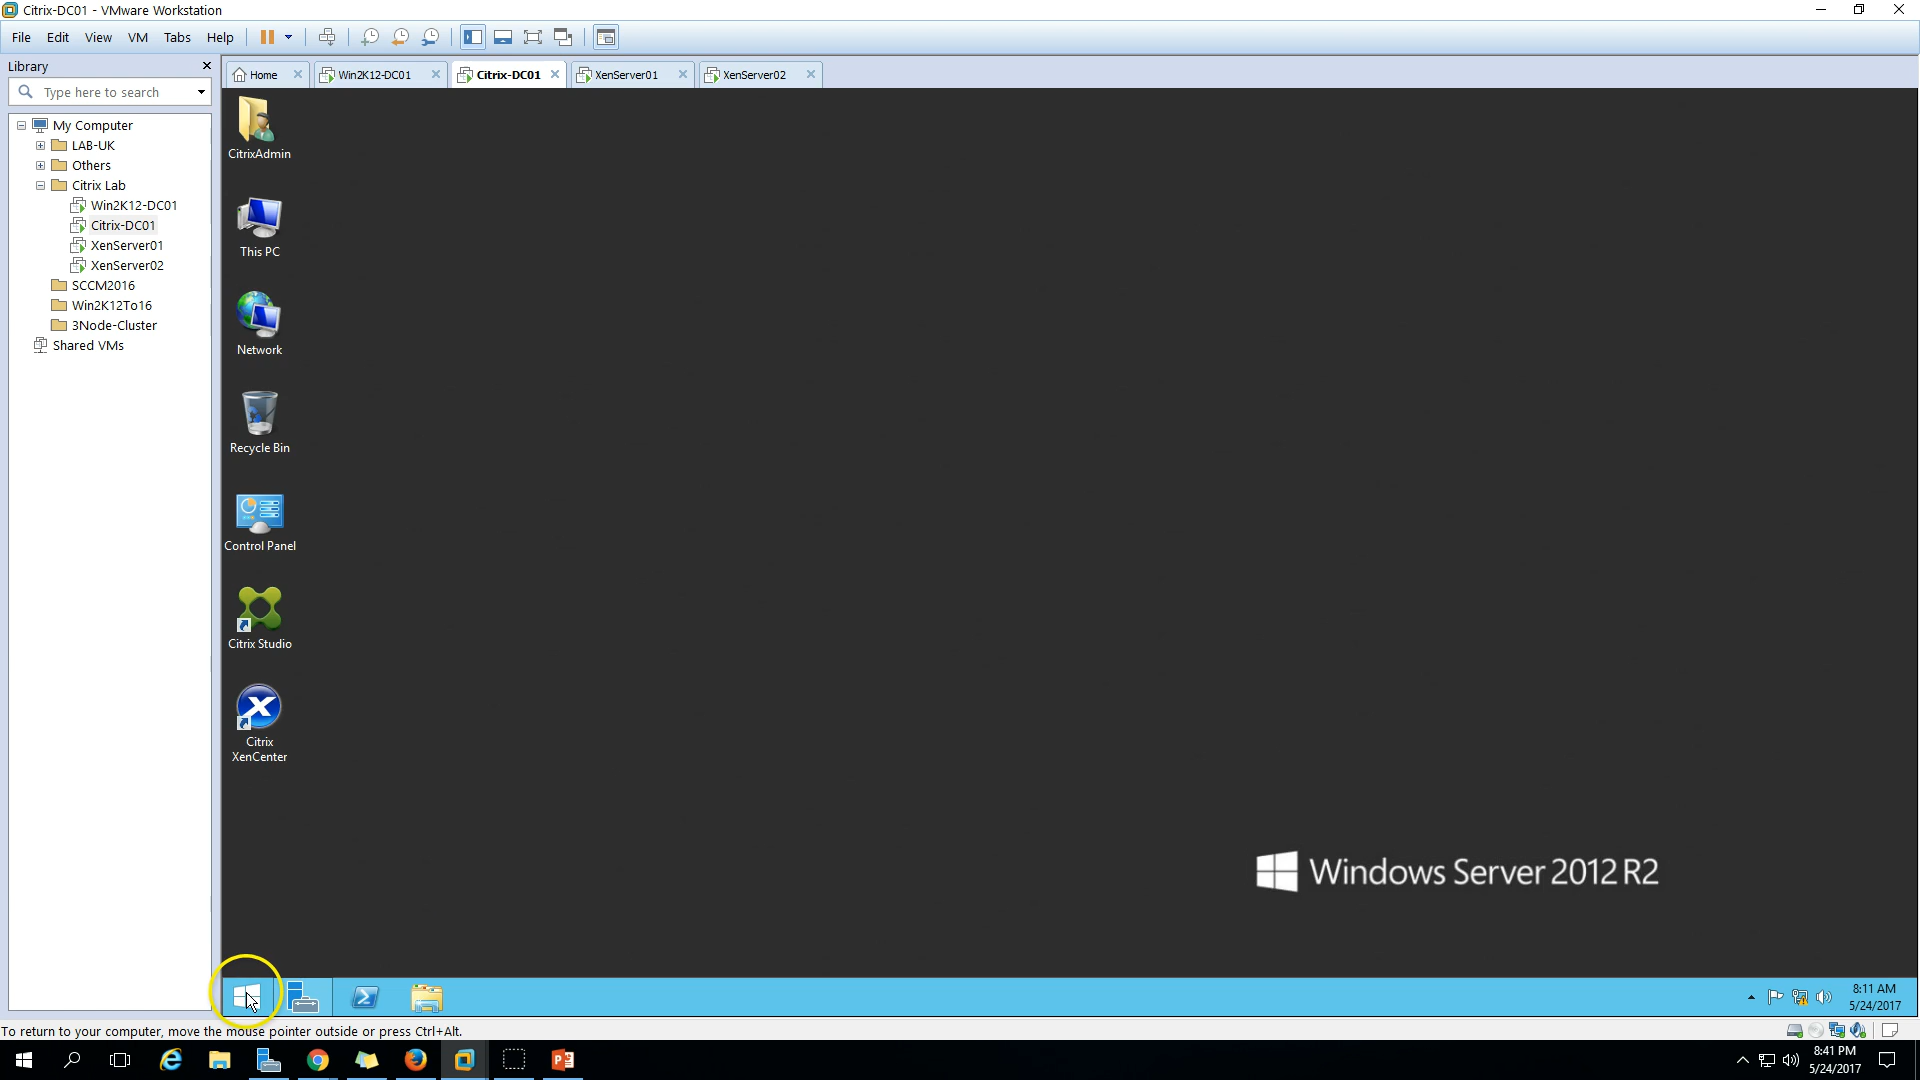 Citrix-DC01 - VMware Workstation
File Edit View VM Tabs Help
Library
Type here to search
My Computer
LAB-UK
Others
Citrix Lab
Win2K12-DC01
Citrix-DC01
XenServer01
XenServer02
SCCM2016
Win2K12To16
3Node-Cluster
Shared VMs
Home Win2K12-DC01 Citrix-DC01 XenServer01 XenServer02
CitrixAdmin
This PC
Network
Recycle Bin
Control Panel
Citrix Studio
Citrix
XenCenter
Windows Server 2012 R2
8:11 AM
5/24/2017
To return to your computer, move the mouse pointer outside or press Ctrl+Alt.
8:41 PM
5/24/2017